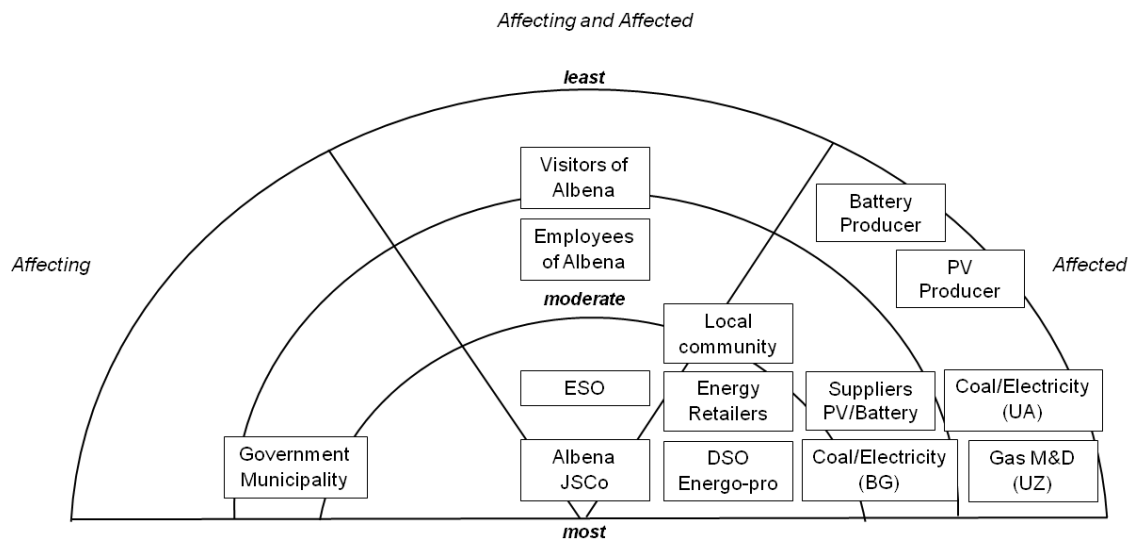 Affecting and Affected
least
Visitors of
Albena
Battery
Producer
Employees
of Albena
Affecting
PV
Producer
Affected
moderate
Local
community
ESO
Energy
Retailers
Suppliers
PV/Battery
Coal/Electricity
(UA)
Government
Municipality
Albena
JSCo
DSO
Energo-pro
Coal/Electricity
(BG)
Gas M&D
(UZ)
most